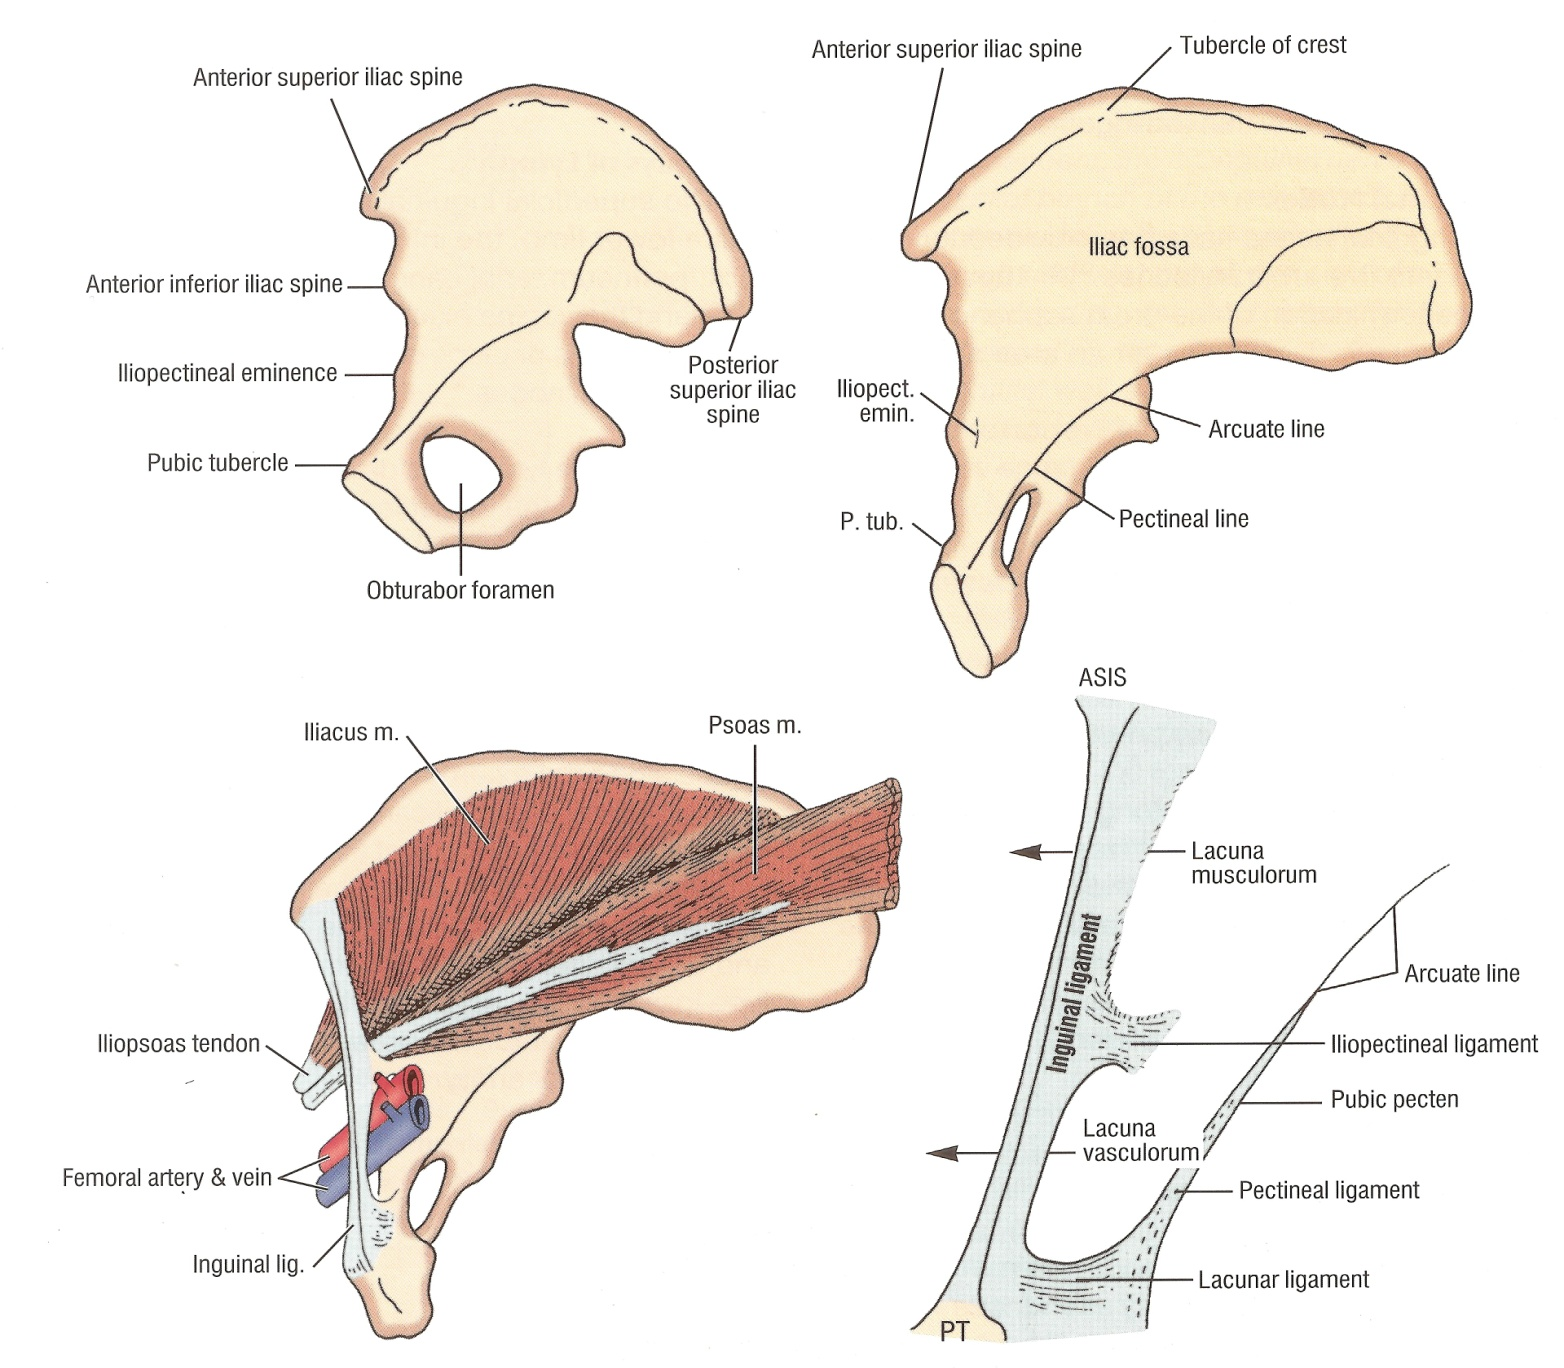 Anterior superior iliac spine
Anterior inferior iliac spine
Iliopectineal eminence
Pubic tubercle
Obturabor foramen
Posterior
superior iliac
spine
Anterior superior iliac spine
Tubercle of crest
Iliac fossa
Iliopect.
emin.
Arcuate line
P. tub.
Pectineal line
Iliacus m.
Psoas m.
Iliopsoas tendon
Femoral artery & vein
Inguinal lig.
ASIS
Lacuna
musculorum
Inguinal ligament
Arcuate line
Iliopectineal ligament
Pubic pecten
Lacuna
vasculorum
Pectineal ligament
Lacunar ligament
PT